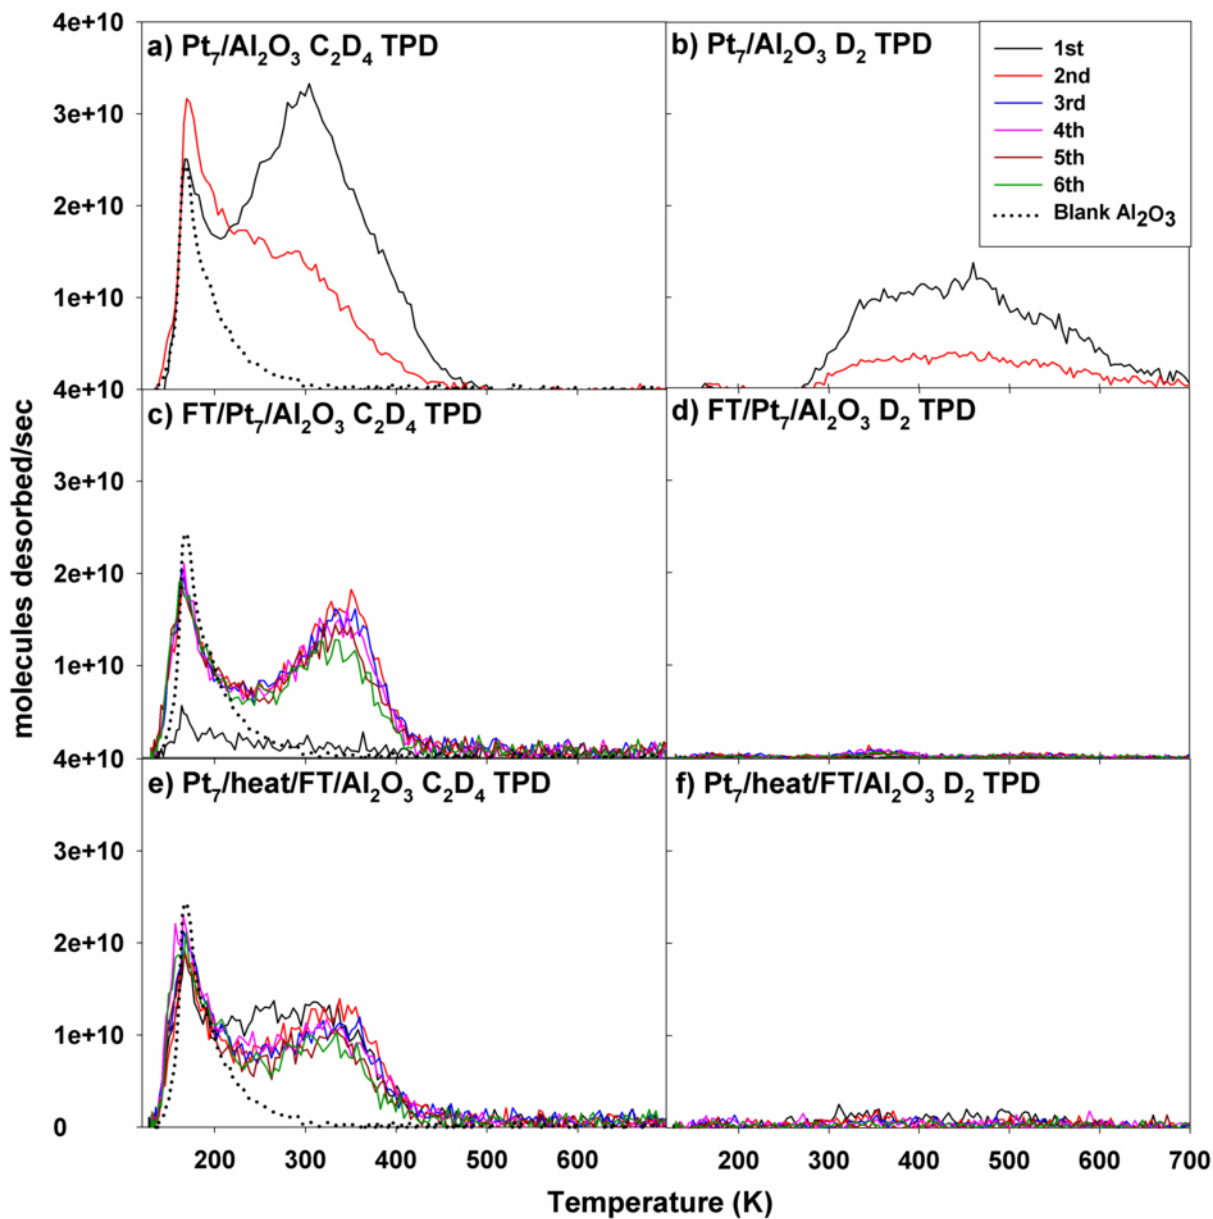 4e+10
a) Pt₇/Al₂O₃ C₂D₄ TPD
b) Pt₇/Al₂O₃ D₂ TPD
1st
2nd
3rd
4th
5th
6th
Blank Al₂O₃
3e+10
2e+10
1e+10
4e+10
c) FT/Pt₇/Al₂O₃ C₂D₄ TPD
d) FT/Pt₇/Al₂O₃ D₂ TPD
3e+10
2e+10
1e+10
4e+10
e) Pt₇/heat/FT/Al₂O₃ C₂D₄ TPD
f) Pt₇/heat/FT/Al₂O₃ D₂ TPD
3e+10
2e+10
1e+10
0
molecules desorbed/sec
200 300 400 500 600 200 300 400 500 600 700
Temperature (K)